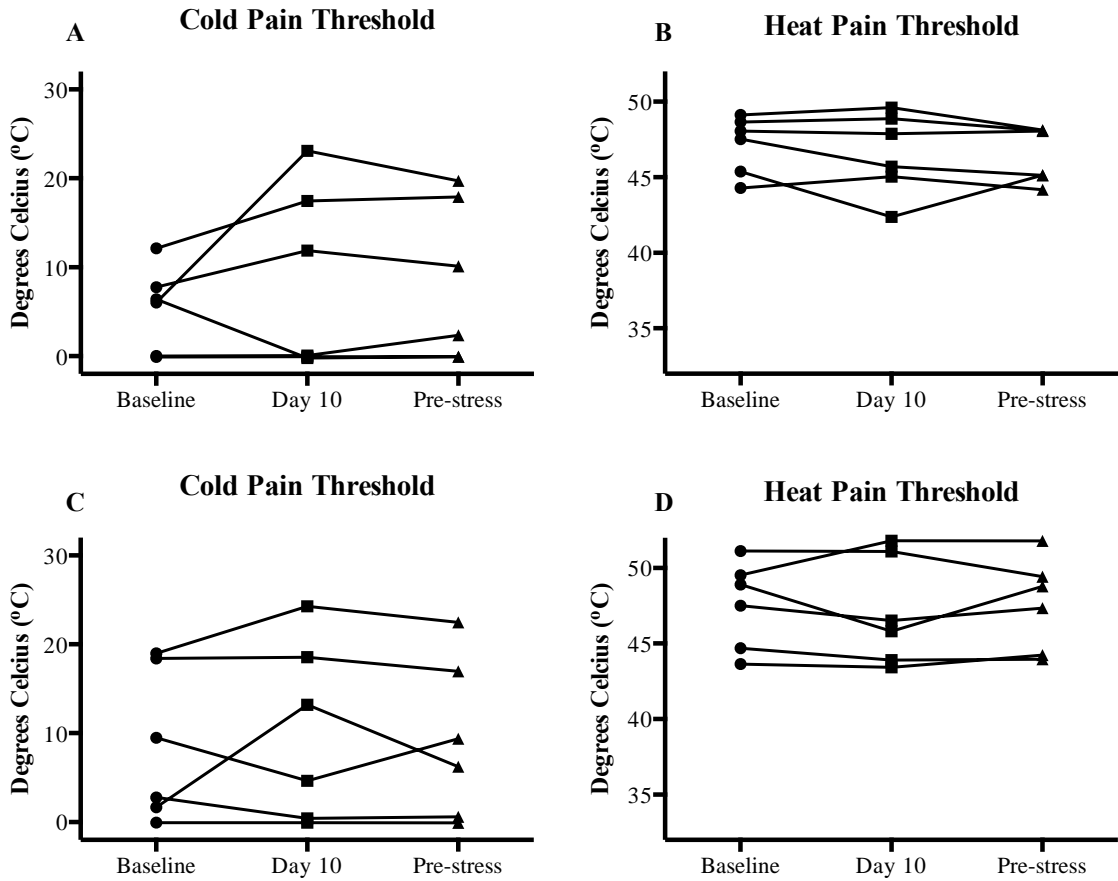 A
Cold Pain Threshold
Degrees Celcius (ºC)
30
20
10
0
Baseline Day 10 Pre-stress
B
Heat Pain Threshold
Degrees Celcius (ºC)
50
45
40
35
Baseline Day 10 Pre-stress
C
Cold Pain Threshold
Degrees Celcius (ºC)
30
20
10
0
Baseline Day 10 Pre-stress
D
Heat Pain Threshold
Degrees Celcius (ºC)
50
45
40
35
Baseline Day 10 Pre-stress